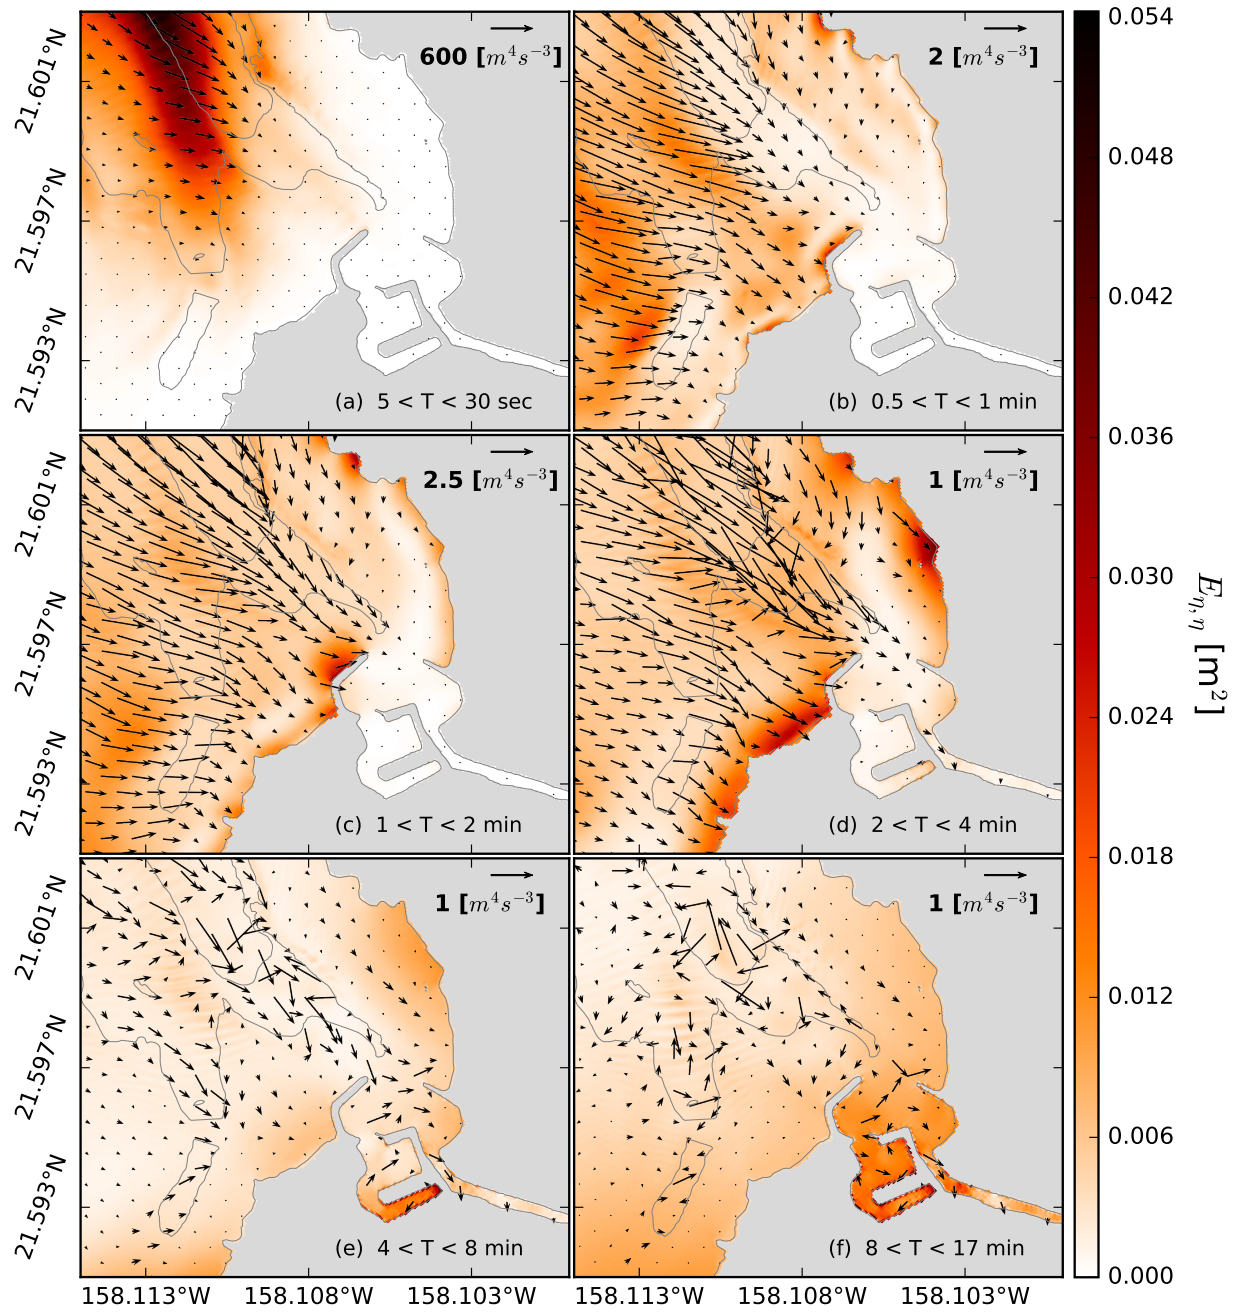 600 [m⁴s⁻³]
(a) 5 < T < 30 sec
2 [m⁴s⁻³]
(b) 0.5 < T < 1 min
21.601°N
21.597°N
21.593°N
2.5 [m⁴s⁻³]
(c) 1 < T < 2 min
1 [m⁴s⁻³]
(d) 2 < T < 4 min
21.601°N
21.597°N
21.593°N
1 [m⁴s⁻³]
(e) 4 < T < 8 min
1 [m⁴s⁻³]
(f) 8 < T < 17 min
21.601°N
21.597°N
21.593°N
158.113°W 158.108°W 158.103°W 158.113°W 158.108°W 158.103°W
0.054
0.048
0.042
0.036
0.030
0.024
0.018
0.012
0.006
0.000
E_{η,η} [m²]